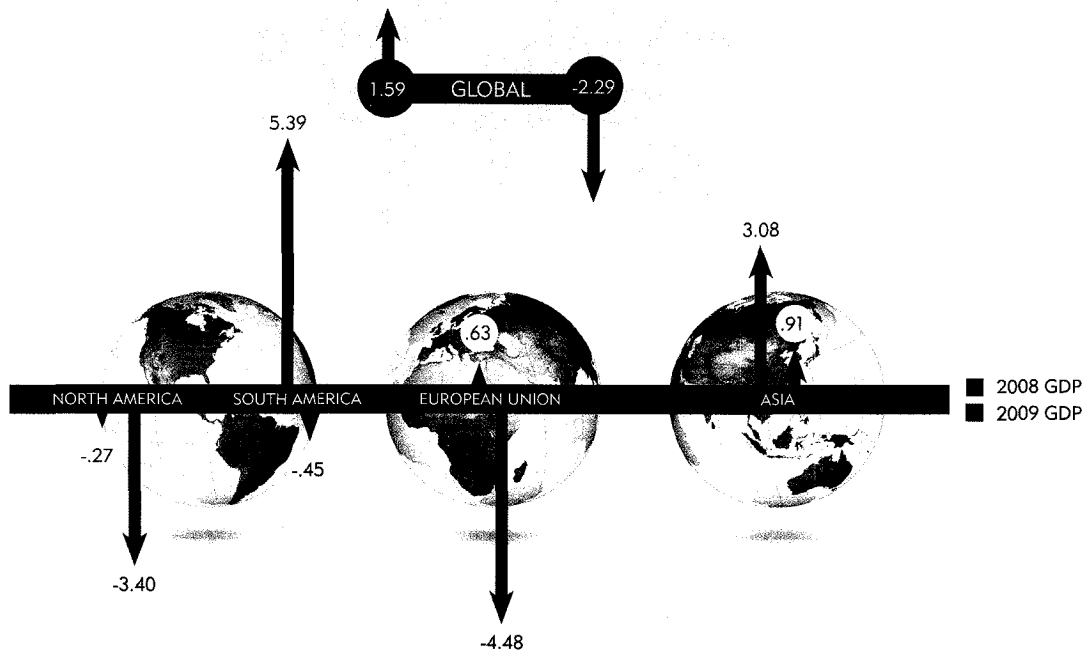 1.59 GLOBAL -2.29
5.39
3.08
.63
.91
NORTH AMERICA SOUTH AMERICA EUROPEAN UNION ASIA
2008 GDP
2009 GDP
-.27
-.45
-3.40
-4.48